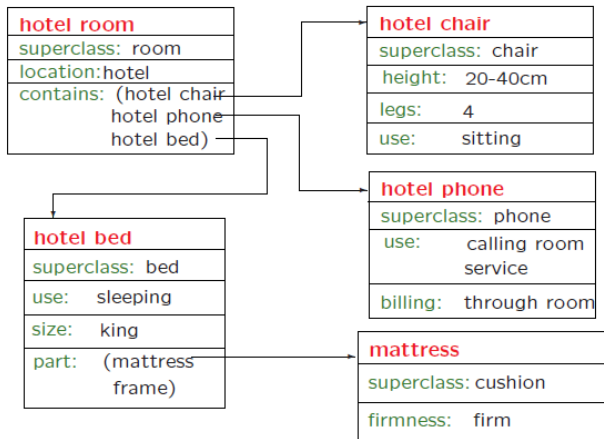 hotel room
superclass: room
location:hotel
contains: (hotel chair
hotel phone
hotel bed)
hotel chair
superclass: chair
height: 20-40cm
legs: 4
use: sitting
hotel phone
superclass: phone
use: calling room
service
billing: through room
hotel bed
superclass: bed
use: sleeping
size: king
part: (mattress
frame)
mattress
superclass: cushion
firmness: firm